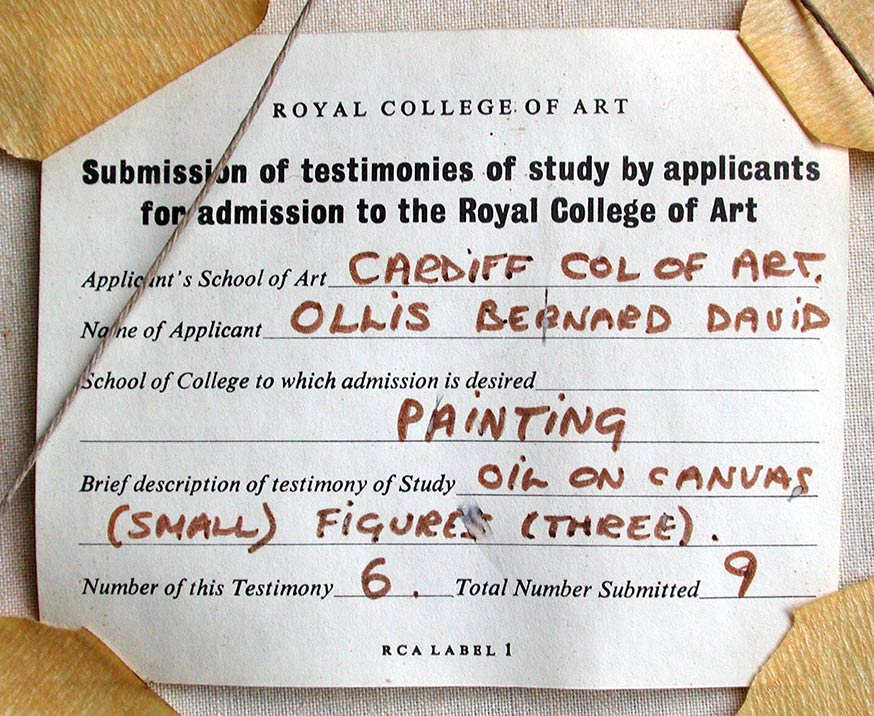 ROYAL COLLEGE OF ART
Submission of testimonies of study by applicants
for admission to the Royal College of Art
Applicant's School of Art CARDIFF COL OF ART.
Name of Applicant OLLIS BERNARD DAVID
School of College to which admission is desired
PAINTING
Brief description of testimony of Study OIL ON CANVAS
(SMALL) FIGURES (THREE).
Number of this Testimony 6. Total Number Submitted 9
RCA LABEL 1